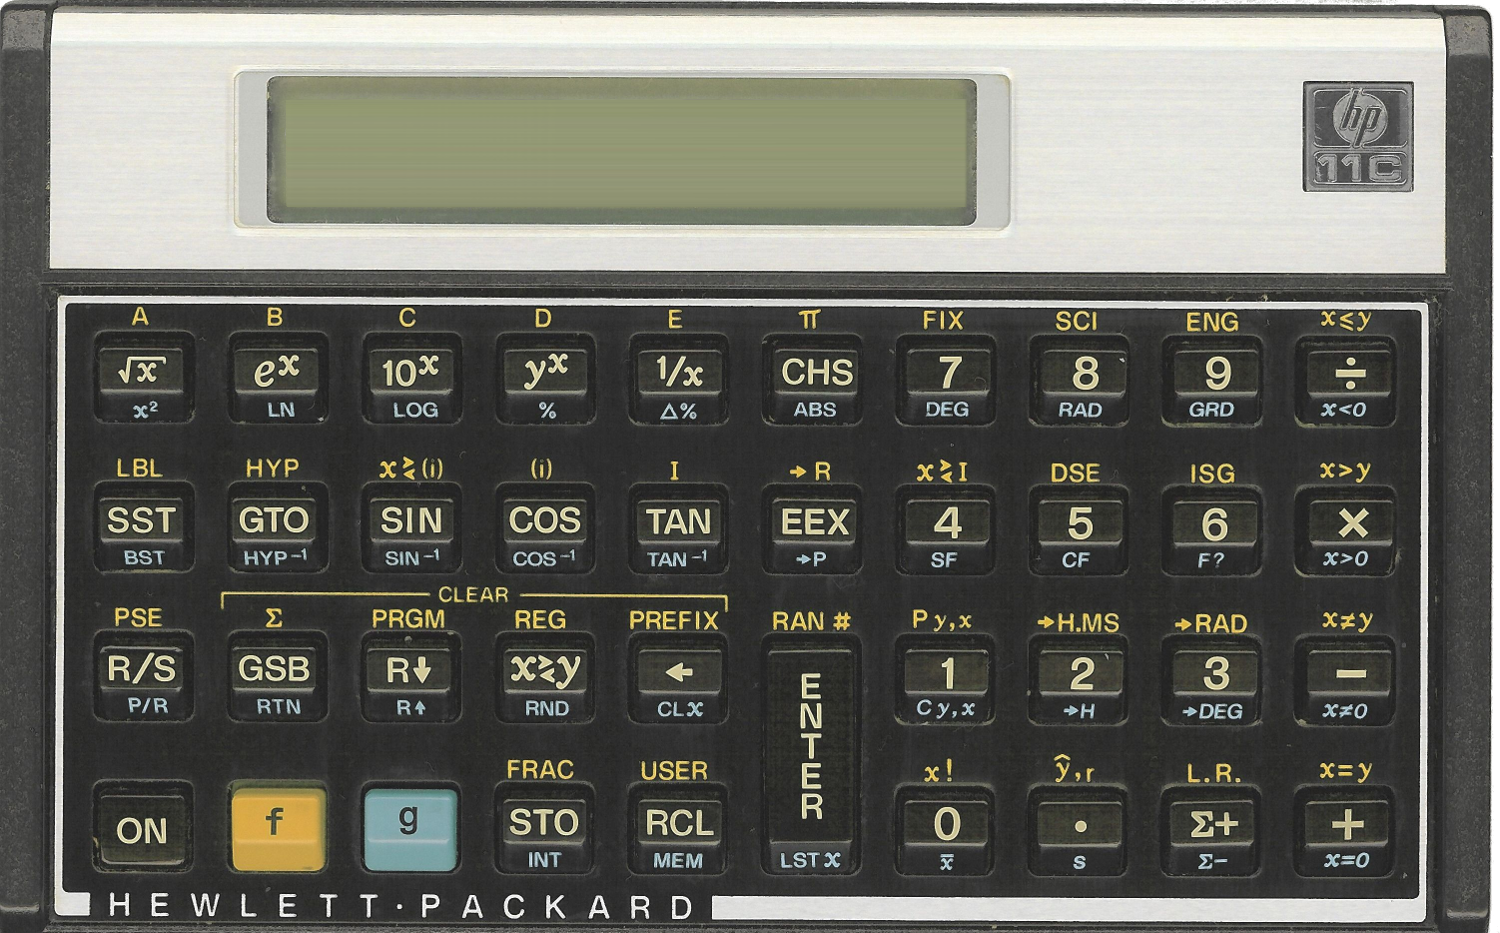 hp
11C
A B C D E π FIX SCI ENG x≤y
√x eˣ 10ˣ yˣ 1/x CHS 7 8 9 ÷
x² LN LOG % Δ% ABS DEG RAD GRD x<0
LBL HYP x≷(i) (i) I →R x≷I DSE ISG x>y
SST GTO SIN COS TAN EEX 4 5 6 ×
BST HYP⁻¹ SIN⁻¹ COS⁻¹ TAN⁻¹ →P SF CF F? x>0
CLEAR
PSE Σ PRGM REG PREFIX RAN # Py,x →H.MS →RAD x≠y
R/S GSB R↓ x≷y ← ENTER 1 2 3 −
P/R RTN R↑ RND CLx Cy,x →H →DEG x≠0
FRAC USER x! ŷ,r L.R. x=y
ON f g STO RCL 0 · Σ+ +
INT MEM LST x x̄ s Σ− x=0
HEWLETT·PACKARD